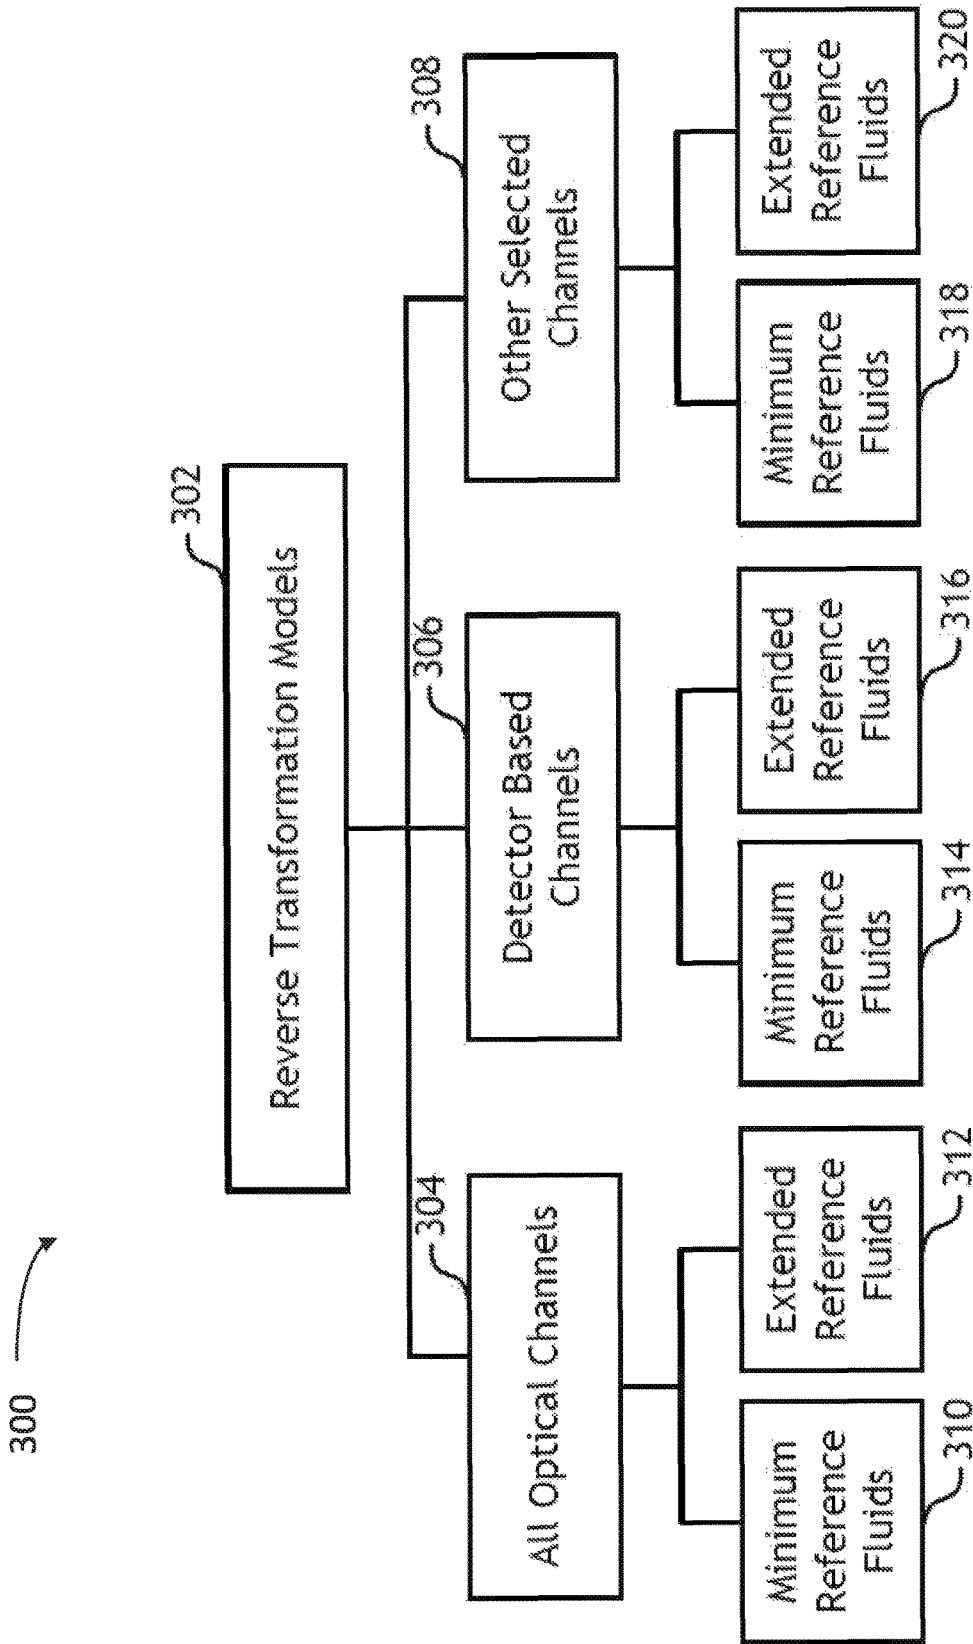 300
302
Reverse Transformation Models
304
306
308
All Optical Channels
Detector Based
Channels
Other Selected
Channels
Minimum
Reference
Fluids
Extended
Reference
Fluids
Minimum
Reference
Fluids
Extended
Reference
Fluids
Minimum
Reference
Fluids
Extended
Reference
Fluids
310
312
314
316
318
320